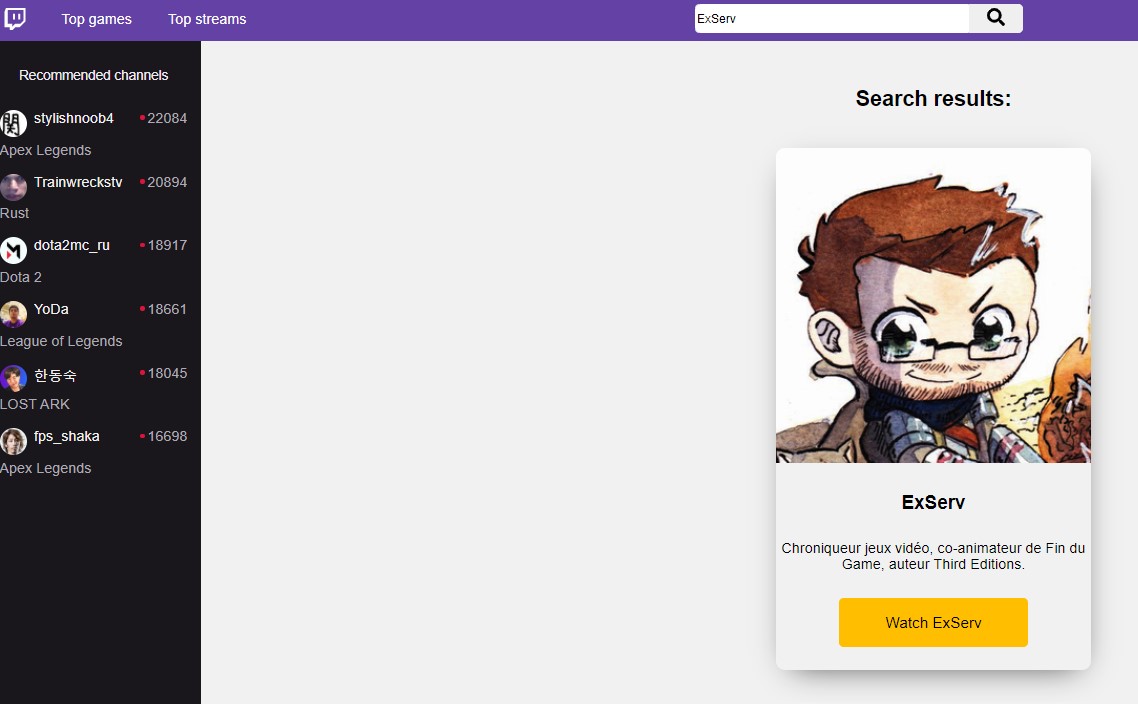 Top games Top streams ExServ
Recommended channels
stylishnoob4 22084
Apex Legends
Trainwreckstv 20894
Rust
dota2mc_ru 18917
Dota 2
YoDa 18661
League of Legends
한동숙 18045
LOST ARK
fps_shaka 16698
Apex Legends
Search results:
ExServ
Chroniqueur jeux vidéo, co-animateur de Fin du
Game, auteur Third Editions.
Watch ExServ